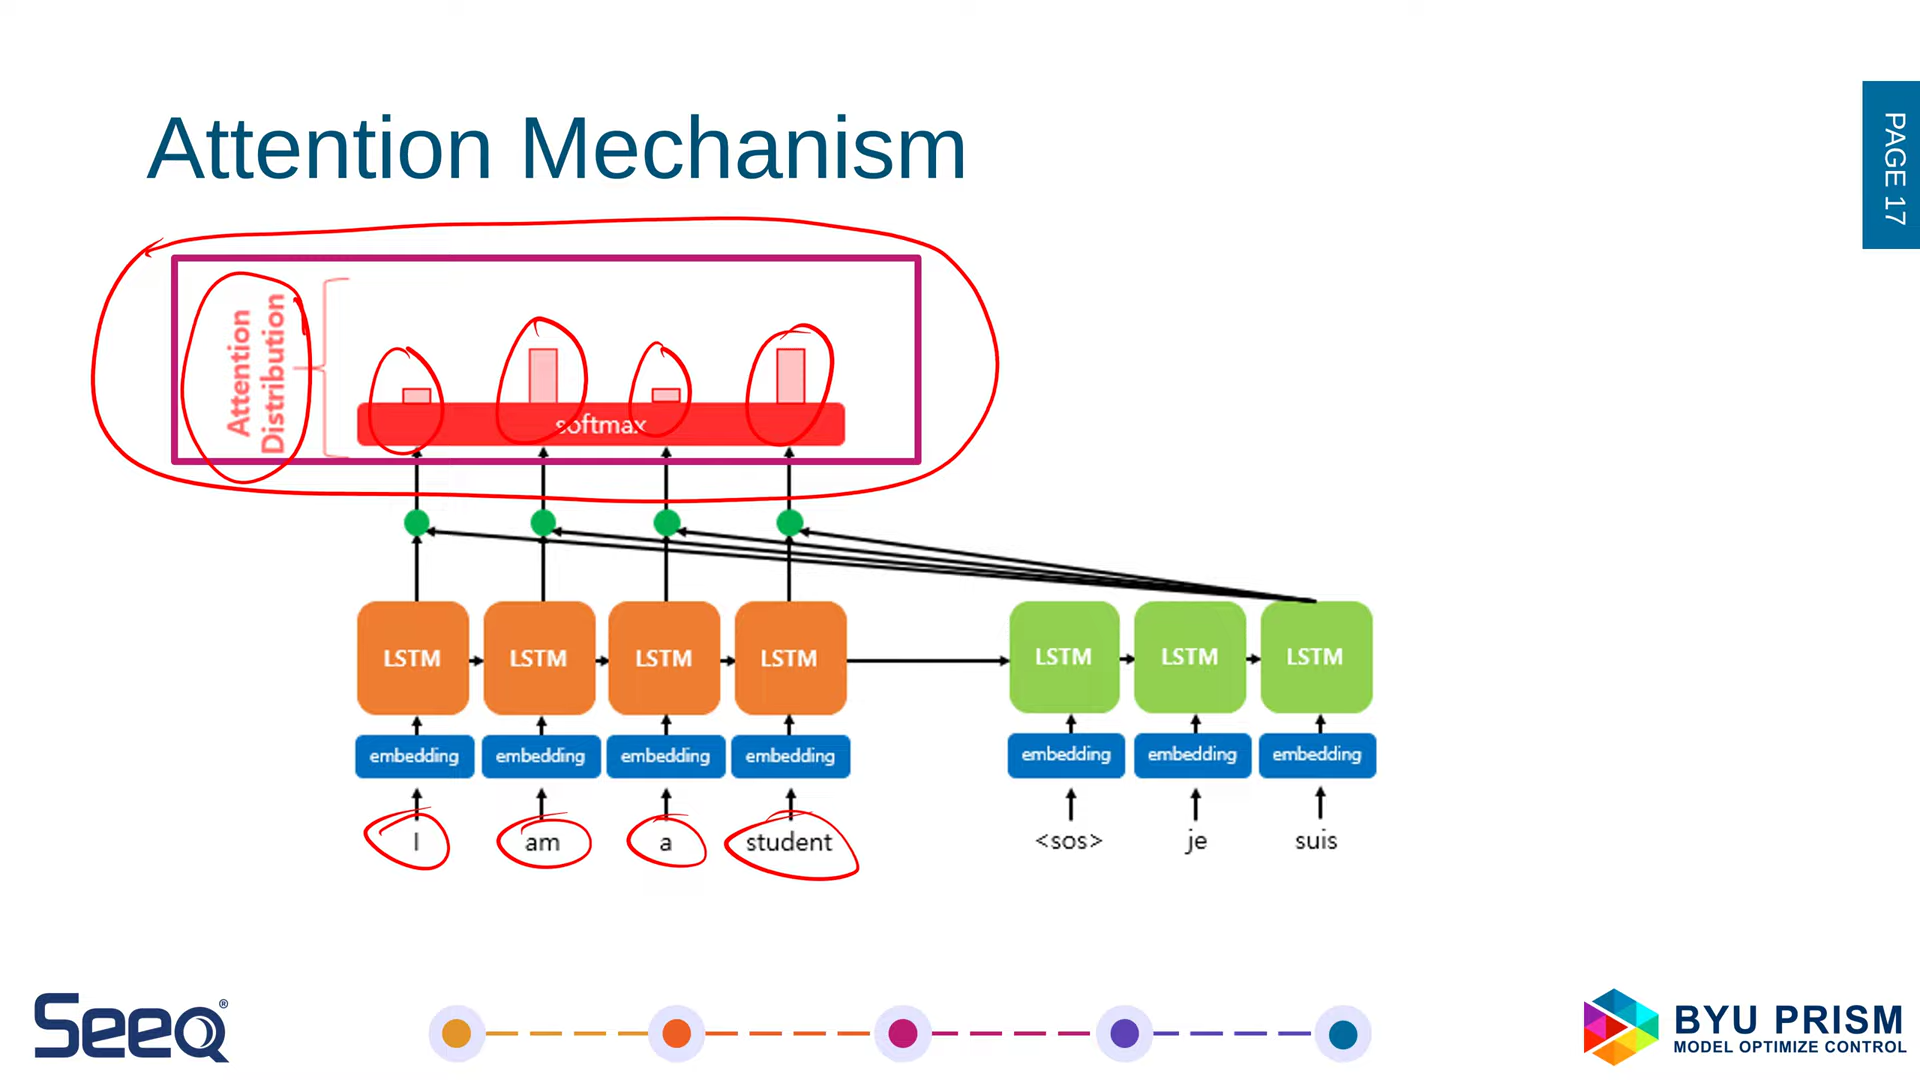 Attention Mechanism
PAGE 17
Attention
Distribution
softmax
LSTM LSTM LSTM LSTM LSTM LSTM LSTM
embedding embedding embedding embedding embedding embedding embedding
I am a student <sos> je suis
SeeQ®
BYU PRISM
MODEL OPTIMIZE CONTROL